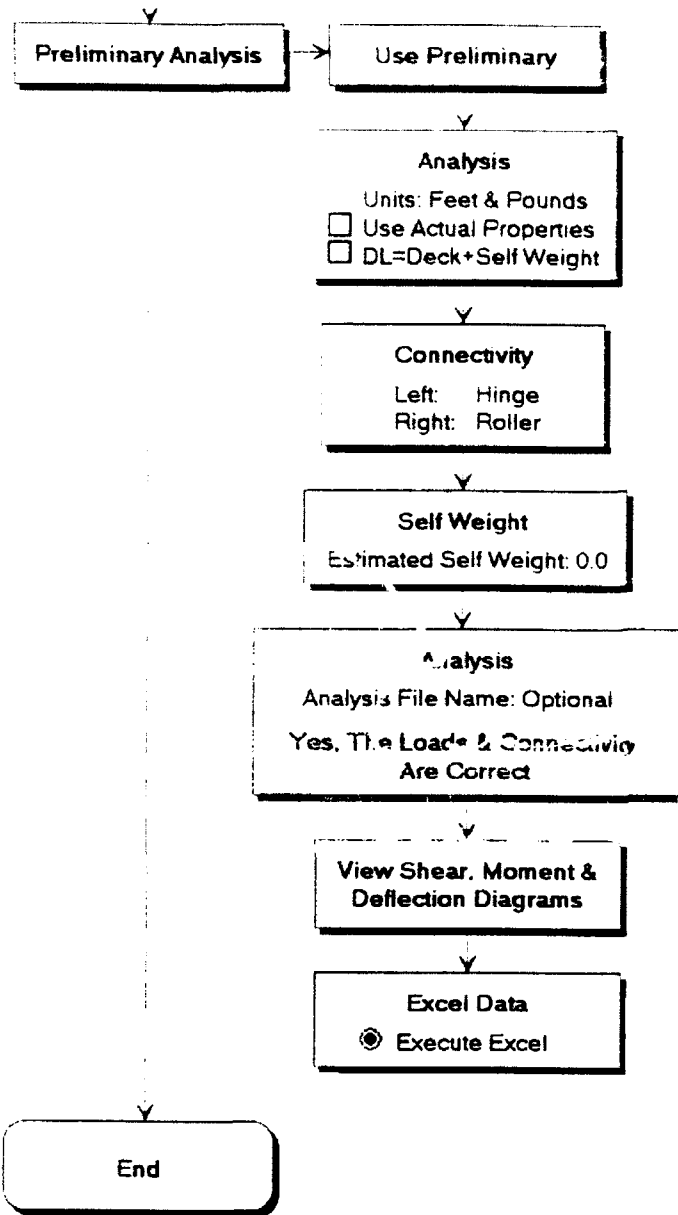 Preliminary Analysis
Use Preliminary
Analysis
Units: Feet & Pounds
Use Actual Properties
DL=Deck+Self Weight
Connectivity
Left: Hinge
Right: Roller
Self Weight
Estimated Self Weight: 0.0
Analysis
Analysis File Name: Optional
Yes, The Loads & Connectivity
Are Correct
View Shear, Moment &
Deflection Diagrams
Excel Data
Execute Excel
End